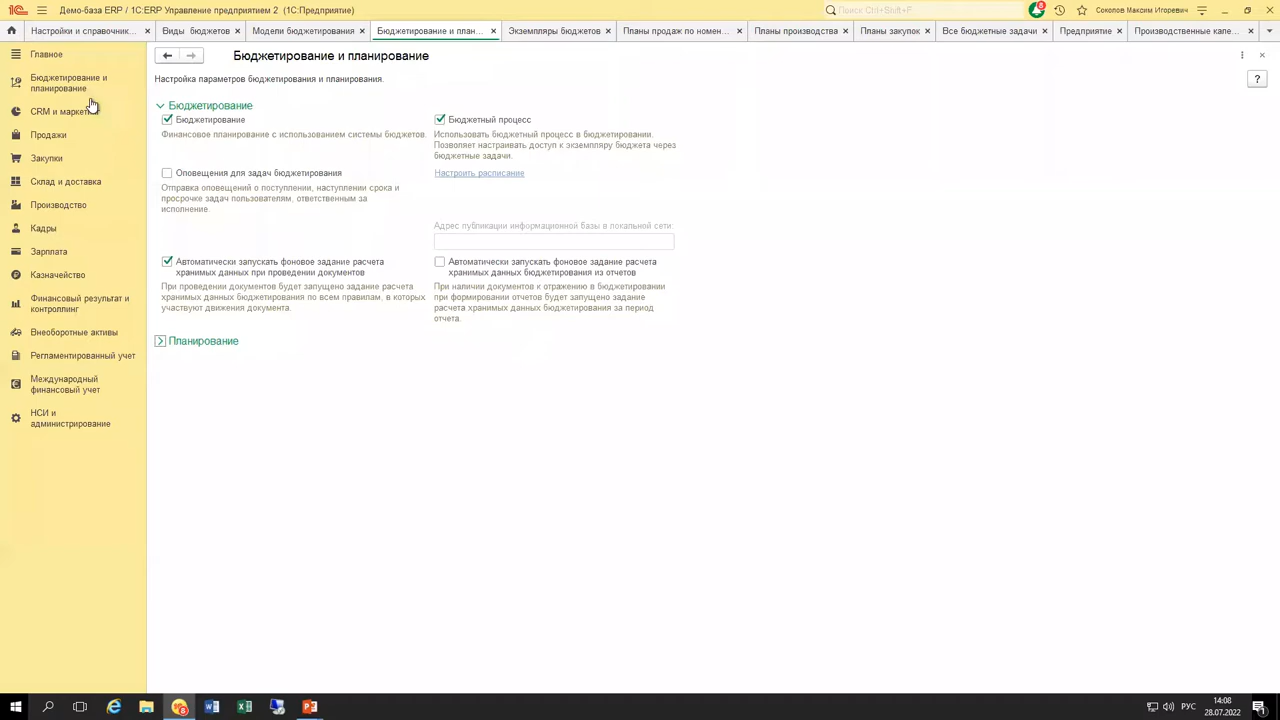 Демо-база ERP / 1С:ERP Управление предприятием 2 (1С:Предприятие)
Поиск Ctrl+Shift+F
8
Соколов Максим Игоревич
Настройки и справочник...
Виды бюджетов
Модели бюджетирования
Бюджетирование и план...
Экземпляры бюджетов
Планы продаж по номен...
Планы производства
Планы закупок
Все бюджетные задачи
Предприятие
Производственные кале...
Главное
Бюджетирование и
планирование
CRM и маркетинг
Продажи
Закупки
Склад и доставка
Производство
Кадры
Зарплата
Казначейство
Финансовый результат и
контроллинг
Внеоборотные активы
Регламентированный учет
Международный
финансовый учет
НСИ и
администрирование
Бюджетирование и планирование
?
Настройка параметров бюджетирования и планирования.
Бюджетирование
Бюджетирование
Финансовое планирование с использованием системы бюджетов.
Бюджетный процесс
Использовать бюджетный процесс в бюджетировании.
Позволяет настраивать доступ к экземпляру бюджета через
бюджетные задачи.
Оповещения для задач бюджетирования
Отправка оповещений о поступлении, наступлении срока и
просрочке задач пользователям, ответственным за
исполнение.
Настроить расписание
Адрес публикации информационной базы в локальной сети:
Автоматически запускать фоновое задание расчета
хранимых данных при проведении документов
При проведении документов будет запущено задание расчета
хранимых данных бюджетирования по всем правилам, в которых
участвуют движения документа.
Автоматически запускать фоновое задание расчета
хранимых данных бюджетирования из отчетов
При наличии документов к отражению в бюджетировании
при формировании отчетов будет запущено задание
расчета хранимых данных бюджетирования за период
отчета.
Планирование
РУС
14:08
28.07.2022